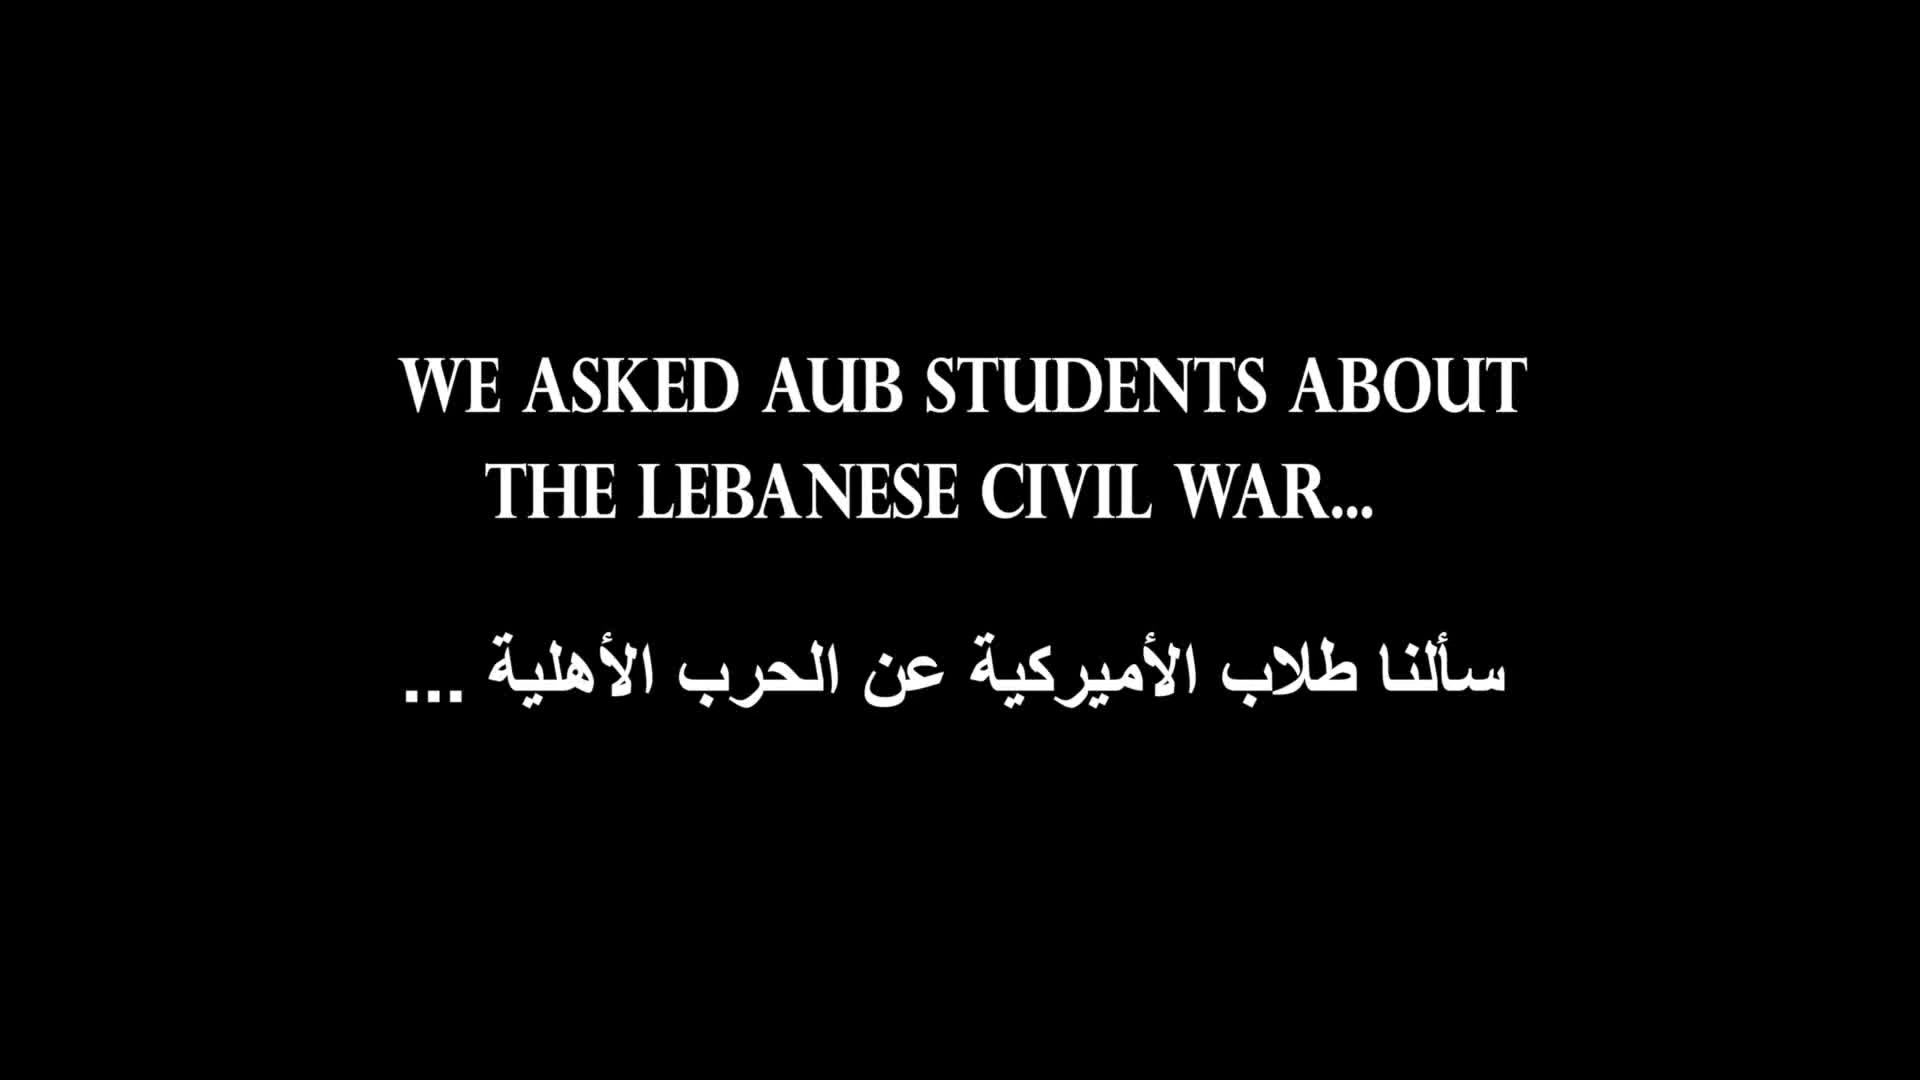 WE ASKED AUB STUDENTS ABOUT
THE LEBANESE CIVIL WAR...
سألنا طلاب الأميركية عن الحرب الأهلية ...